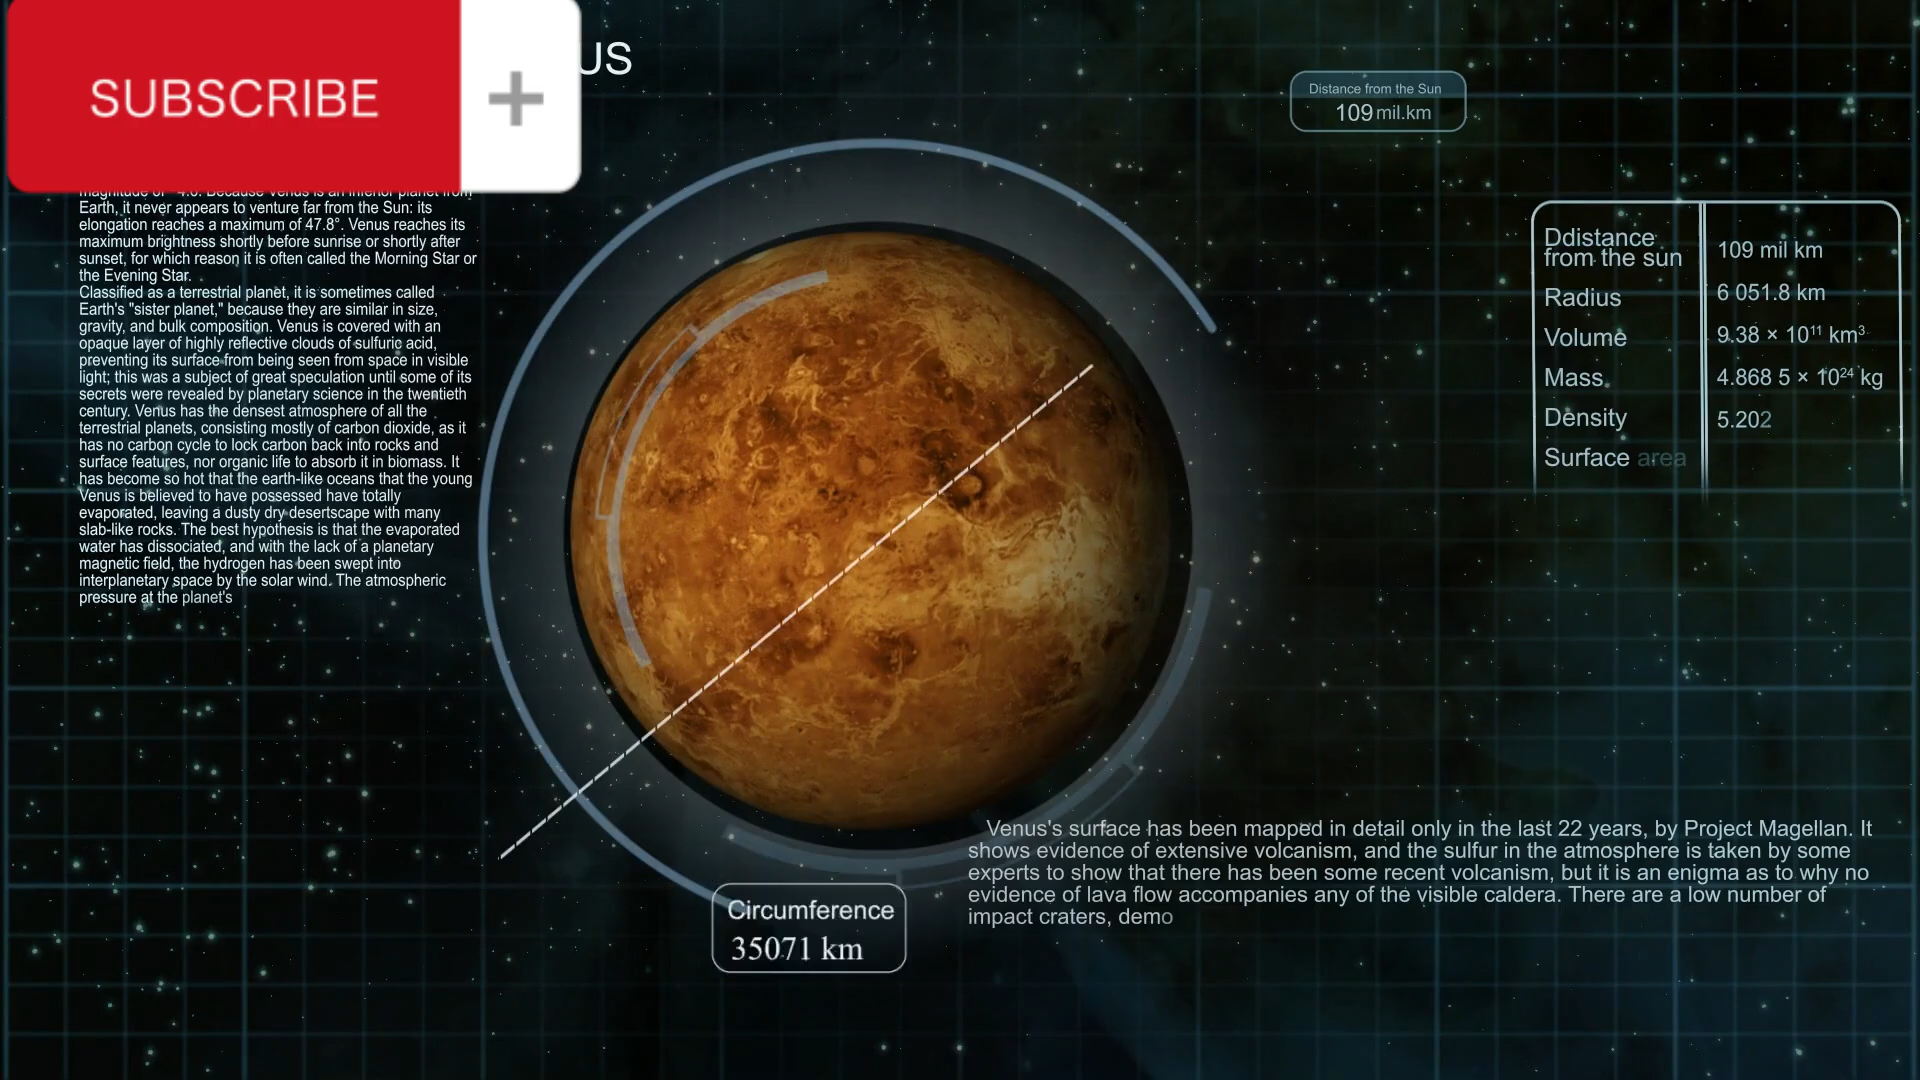 SUBSCRIBE
US
Distance from the Sun
109 mil.km
magnitude of −4.6. Because Venus is an inferior planet from
Earth, it never appears to venture far from the Sun: its
elongation reaches a maximum of 47.8°. Venus reaches its
maximum brightness shortly before sunrise or shortly after
sunset, for which reason it is often called the Morning Star or
the Evening Star.
Classified as a terrestrial planet, it is sometimes called
Earth's "sister planet," because they are similar in size,
gravity, and bulk composition. Venus is covered with an
opaque layer of highly reflective clouds of sulfuric acid,
preventing its surface from being seen from space in visible
light; this was a subject of great speculation until some of its
secrets were revealed by planetary science in the twentieth
century. Venus has the densest atmosphere of all the
terrestrial planets, consisting mostly of carbon dioxide, as it
has no carbon cycle to lock carbon back into rocks and
surface features, nor organic life to absorb it in biomass. It
has become so hot that the earth-like oceans that the young
Venus is believed to have possessed have totally
evaporated, leaving a dusty dry desertscape with many
slab-like rocks. The best hypothesis is that the evaporated
water has dissociated, and with the lack of a planetary
magnetic field, the hydrogen has been swept into
interplanetary space by the solar wind. The atmospheric
pressure at the planet's
Ddistance
from the sun
109 mil km
Radius
6 051.8 km
Volume
9.38 × 10¹¹ km³
Mass
4.868 5 × 10²⁴ kg
Density
5.202
Surface area
Venus's surface has been mapped in detail only in the last 22 years, by Project Magellan. It
shows evidence of extensive volcanism, and the sulfur in the atmosphere is taken by some
experts to show that there has been some recent volcanism, but it is an enigma as to why no
evidence of lava flow accompanies any of the visible caldera. There are a low number of
impact craters, demo
Circumference
35071 km